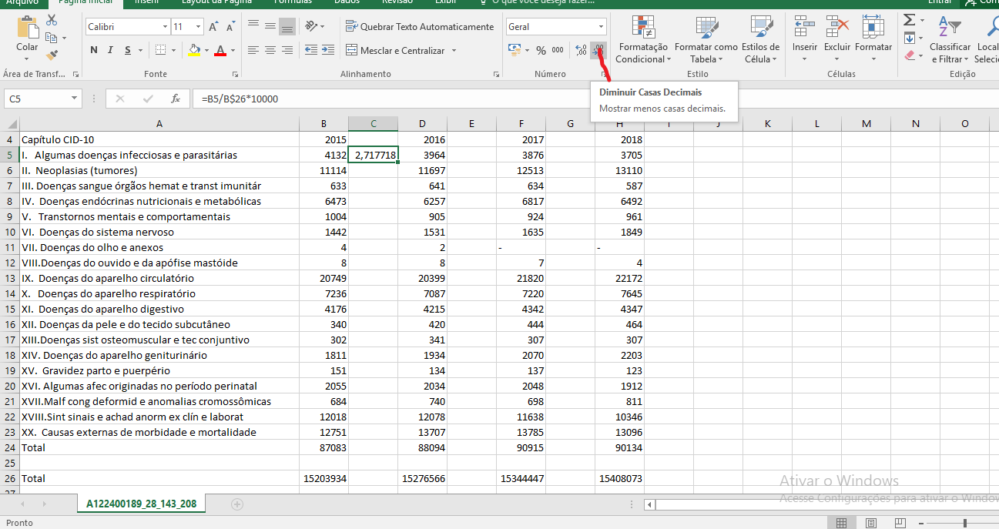 Arquivo Página Inicial Inserir Layout da Página Fórmulas Dados Revisão Exibir O que você deseja fazer... Entrar
Calibri 11 Quebrar Texto Automaticamente Geral
Colar N I S A Mesclar e Centralizar % 000 Formatação Condicional Formatar como Tabela Estilos de Célula Inserir Excluir Formatar Classificar e Filtrar
Área de Transf... Fonte Alinhamento Número Estilo Células Edição
Diminuir Casas Decimais
Mostrar menos casas decimais.
C5 fx =B5/B$26*10000
A B C D E F G H I J K L M N O
4 Capítulo CID-10 2015 2016 2017 2018
5 I. Algumas doenças infecciosas e parasitárias 4132 2,717718 3964 3876 3705
6 II. Neoplasias (tumores) 11114 11697 12513 13110
7 III. Doenças sangue órgãos hemat e transt imunitár 633 641 634 587
8 IV. Doenças endócrinas nutricionais e metabólicas 6473 6257 6817 6492
9 V. Transtornos mentais e comportamentais 1004 905 924 961
10 VI. Doenças do sistema nervoso 1442 1531 1635 1849
11 VII. Doenças do olho e anexos 4 2 - -
12 VIII.Doenças do ouvido e da apófise mastóide 8 8 7 4
13 IX. Doenças do aparelho circulatório 20749 20399 21820 22172
14 X. Doenças do aparelho respiratório 7236 7087 7220 7645
15 XI. Doenças do aparelho digestivo 4176 4215 4342 4347
16 XII. Doenças da pele e do tecido subcutâneo 340 420 444 464
17 XIII.Doenças sist osteomuscular e tec conjuntivo 302 341 307 307
18 XIV. Doenças do aparelho geniturinário 1811 1934 2070 2203
19 XV. Gravidez parto e puerpério 151 134 137 123
20 XVI. Algumas afec originadas no período perinatal 2055 2034 2048 1912
21 XVII.Malf cong deformid e anomalias cromossômicas 684 740 698 811
22 XVIII.Sint sinais e achad anorm ex clín e laborat 12018 12078 11638 10346
23 XX. Causas externas de morbidade e mortalidade 12751 13707 13785 13096
24 Total 87083 88094 90915 90134
25
26 Total 15203934 15276566 15344447 15408073
27
Ativar o Windows
Acesse Configurações para ativar o Windows
A122400189_28_143_208
Pronto